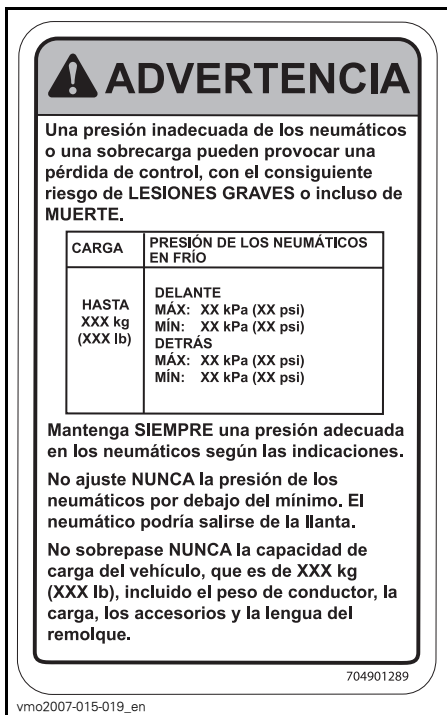 ADVERTENCIA
Una presión inadecuada de los neumáticos
o una sobrecarga pueden provocar una
pérdida de control, con el consiguiente
riesgo de LESIONES GRAVES o incluso de
MUERTE.
CARGA
PRESIÓN DE LOS NEUMÁTICOS
EN FRÍO
HASTA
XXX kg
(XXX lb)
DELANTE
MÁX: XX kPa (XX psi)
MÍN: XX kPa (XX psi)
DETRÁS
MÁX: XX kPa (XX psi)
MÍN: XX kPa (XX psi)
Mantenga SIEMPRE una presión adecuada
en los neumáticos según las indicaciones.
No ajuste NUNCA la presión de los
neumáticos por debajo del mínimo. El
neumático podría salirse de la llanta.
No sobrepase NUNCA la capacidad de
carga del vehículo, que es de XXX kg
(XXX lb), incluido el peso de conductor, la
carga, los accesorios y la lengua del
remolque.
704901289
vmo2007-015-019_en